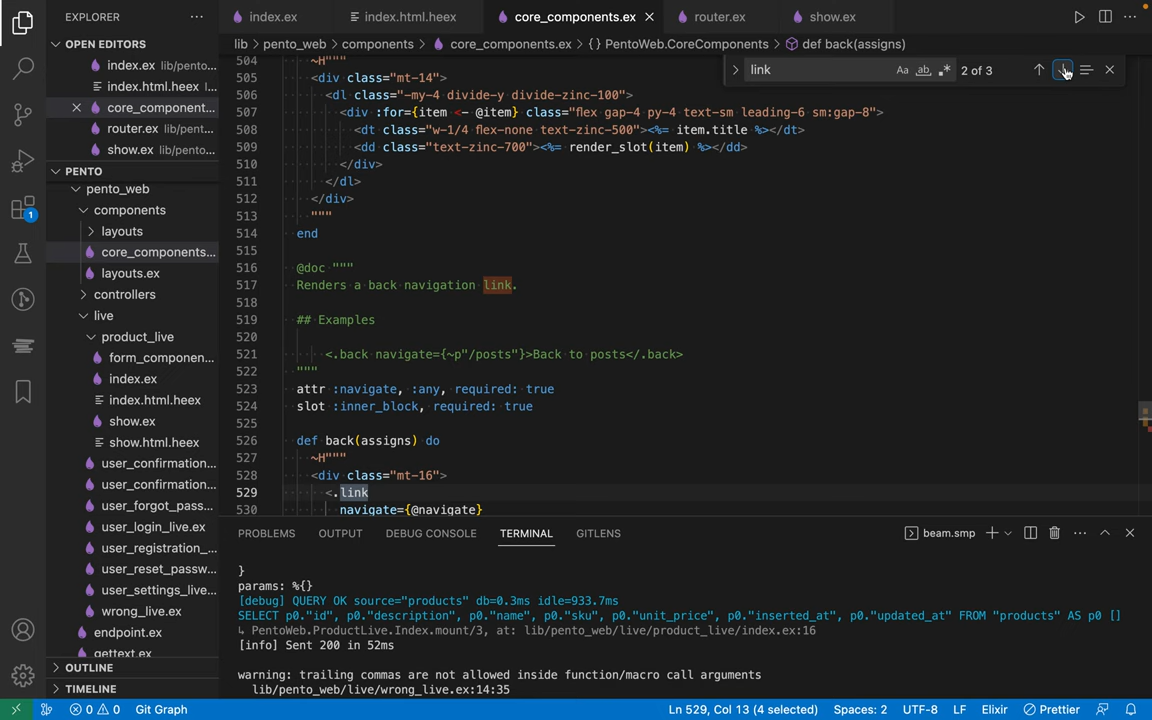 EXPLORER
index.ex
index.html.heex
core_components.ex
router.ex
show.ex
OPEN EDITORS
index.ex lib/pento...
index.html.heex l...
core_component...
router.ex lib/pent...
show.ex lib/pento...
PENTO
pento_web
components
layouts
core_components...
layouts.ex
controllers
live
product_live
form_componen...
index.ex
index.html.heex
show.ex
show.html.heex
user_confirmation...
user_confirmation...
user_forgot_pass...
user_login_live.ex
user_registration_...
user_reset_passw...
user_settings_live...
wrong_live.ex
endpoint.ex
gettext.ex
OUTLINE
TIMELINE
1
lib > pento_web > components > core_components.ex > {} PentoWeb.CoreComponents > def back(assigns)
link
Aa ab .* 2 of 3
504 ~H"""
505 <div class="mt-14">
506 <dl class="-my-4 divide-y divide-zinc-100">
507 <div :for={item <- @item} class="flex gap-4 py-4 text-sm leading-6 sm:gap-8">
508 <dt class="w-1/4 flex-none text-zinc-500"><%= item.title %></dt>
509 <dd class="text-zinc-700"><%= render_slot(item) %></dd>
510 </div>
511 </dl>
512 </div>
513 """
514 end
515
516 @doc """
517 Renders a back navigation link.
518
519 ## Examples
520
521 <.back navigate={~p"/posts"}>Back to posts</.back>
522 """
523 attr :navigate, :any, required: true
524 slot :inner_block, required: true
525
526 def back(assigns) do
527 ~H"""
528 <div class="mt-16">
529 <.link
530 navigate={@navigate}
PROBLEMS OUTPUT DEBUG CONSOLE TERMINAL GITLENS
beam.smp
}
params: %{}
[debug] QUERY OK source="products" db=0.3ms idle=933.7ms
SELECT p0."id", p0."description", p0."name", p0."sku", p0."unit_price", p0."inserted_at", p0."updated_at" FROM "products" AS p0 []
↳ PentoWeb.ProductLive.Index.mount/3, at: lib/pento_web/live/product_live/index.ex:16
[info] Sent 200 in 52ms
warning: trailing commas are not allowed inside function/macro call arguments
lib/pento_web/live/wrong_live.ex:14:35
0 0 Git Graph
Ln 529, Col 13 (4 selected) Spaces: 2 UTF-8 LF Elixir Prettier